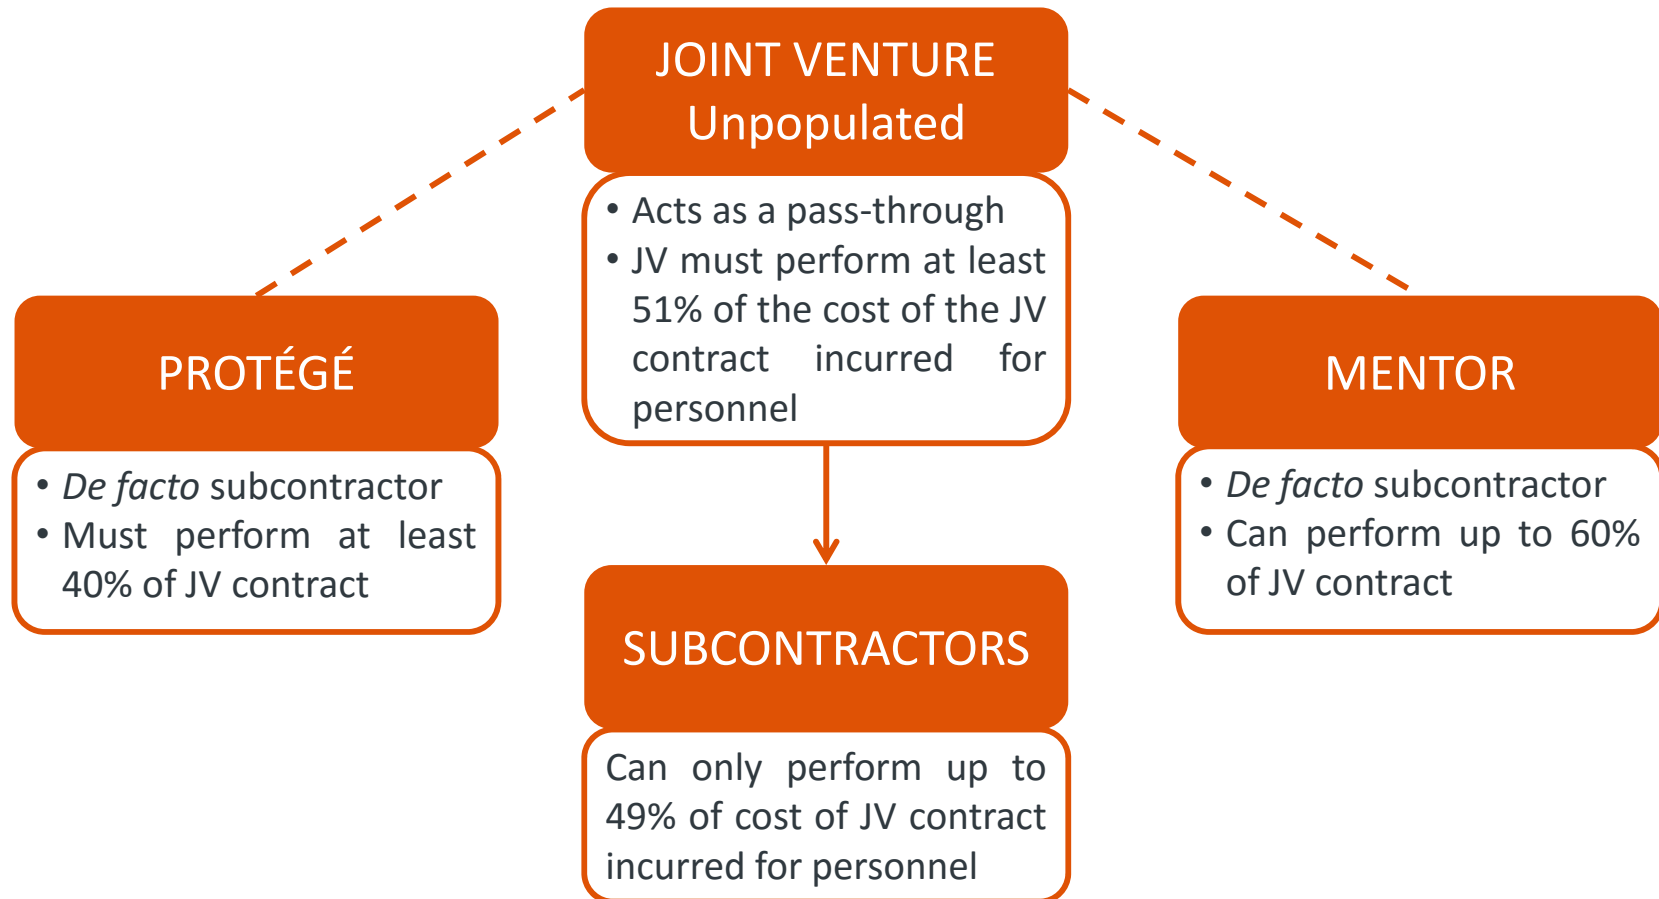 JOINT VENTURE
Unpopulated
• Acts as a pass-through
• JV must perform at least
51% of the cost of the JV
contract incurred for
personnel
PROTÉGÉ
• De facto subcontractor
• Must perform at least
40% of JV contract
MENTOR
• De facto subcontractor
• Can perform up to 60%
of JV contract
SUBCONTRACTORS
Can only perform up to
49% of cost of JV contract
incurred for personnel